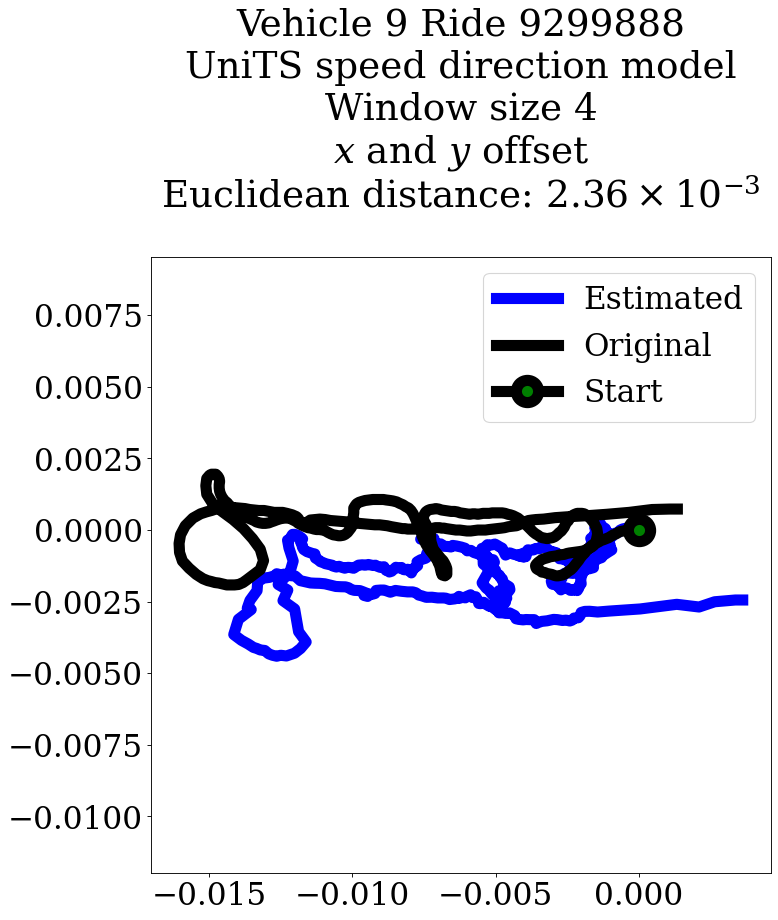 Vehicle 9 Ride 9299888
UniTS speed direction model
Window size 4
x and y offset
Euclidean distance: 2.36 × 10⁻³
Estimated
Original
Start
0.0075
0.0050
0.0025
0.0000
−0.0025
−0.0050
−0.0075
−0.0100
−0.015 −0.010 −0.005 0.000